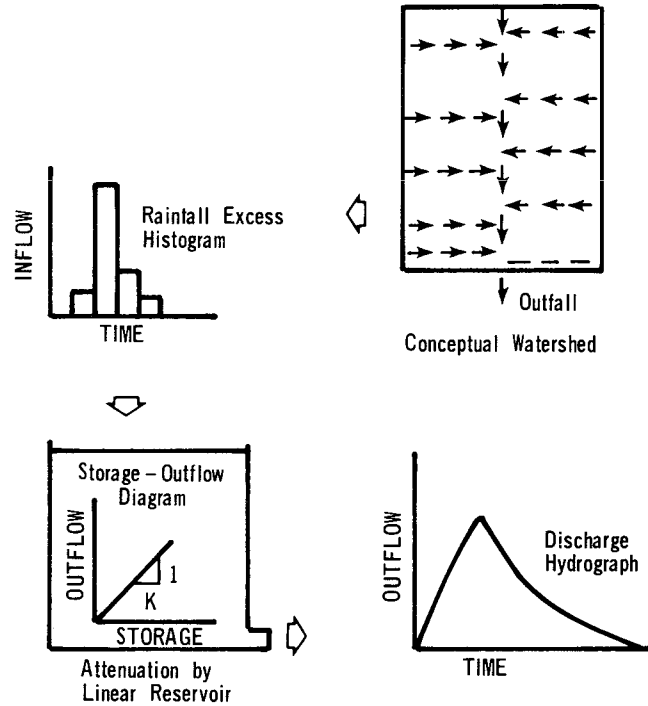 Outfall
Conceptual Watershed
INFLOW
Rainfall Excess
Histogram
TIME
Storage – Outflow
Diagram
OUTFLOW
1
K
STORAGE
Attenuation by
Linear Reservoir
OUTFLOW
Discharge
Hydrograph
TIME